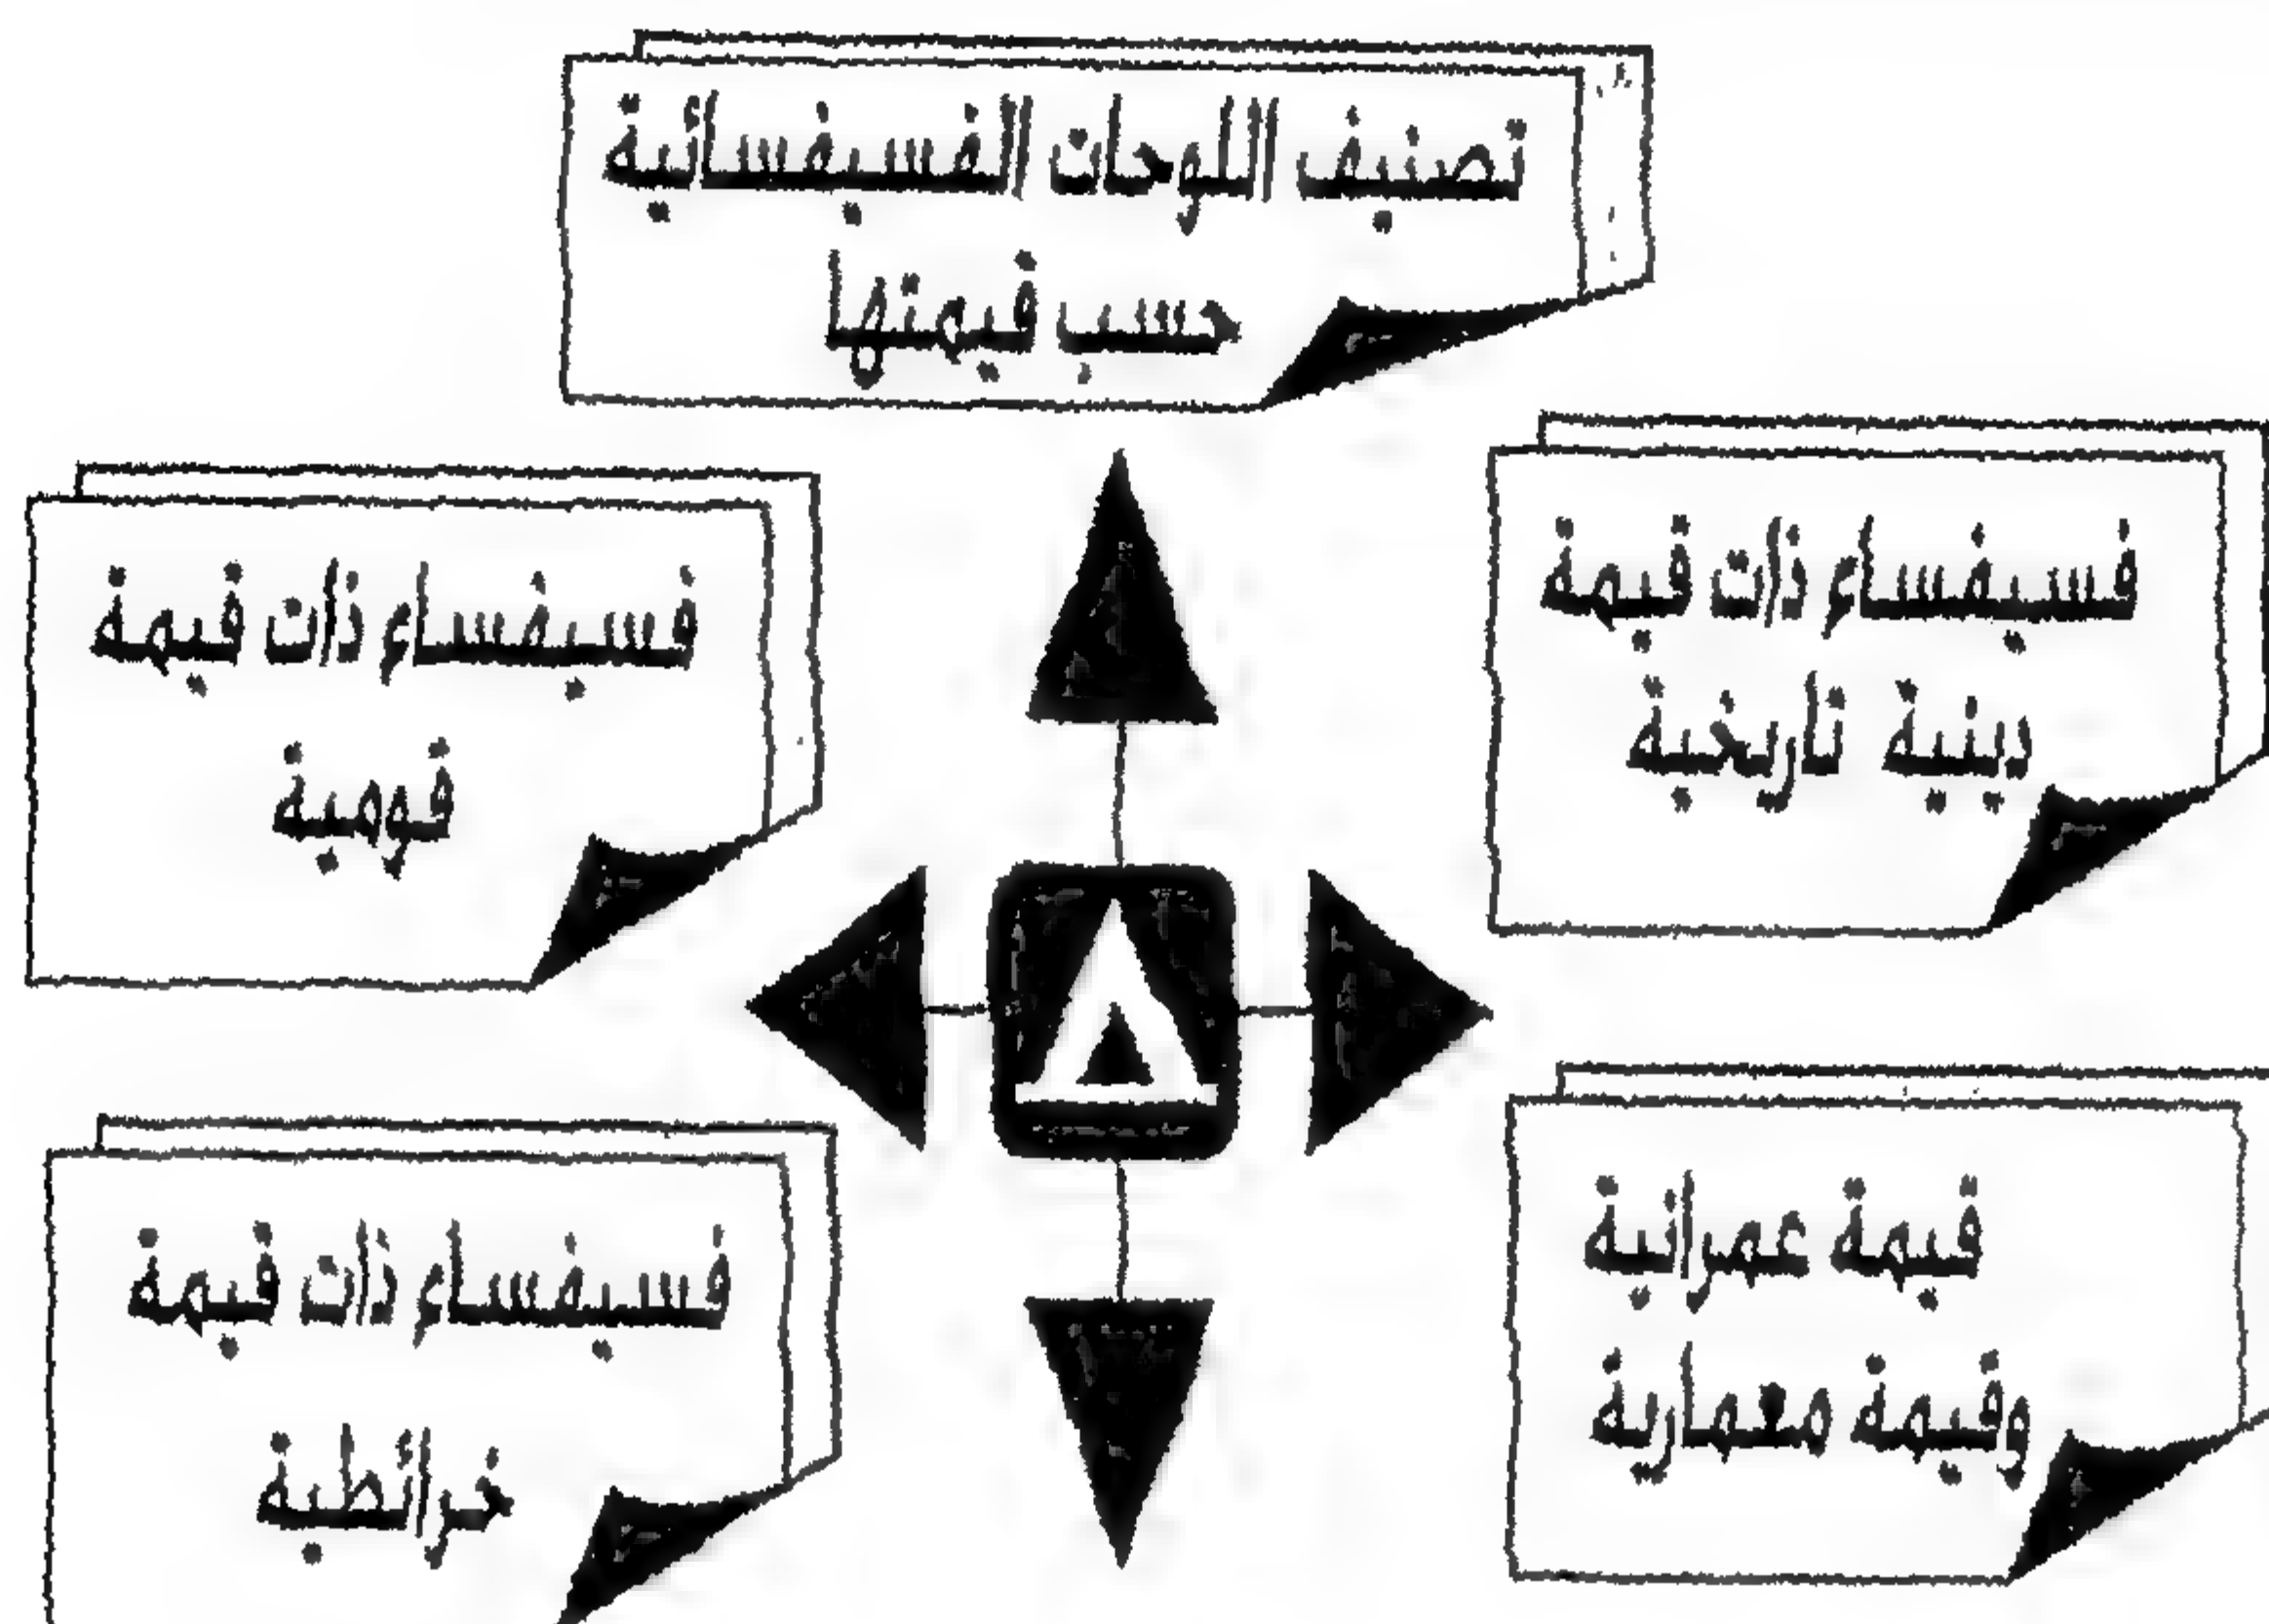 تصنيف اللوحات الفسيفسائية
حسب قيمتها
فسيفساء ذات قيمة
دينية تاريخية
فسيفساء ذات قيمة
قومية
قيمة عمرانية
وقيمة معمارية
فسيفساء ذات قيمة
خرائطية